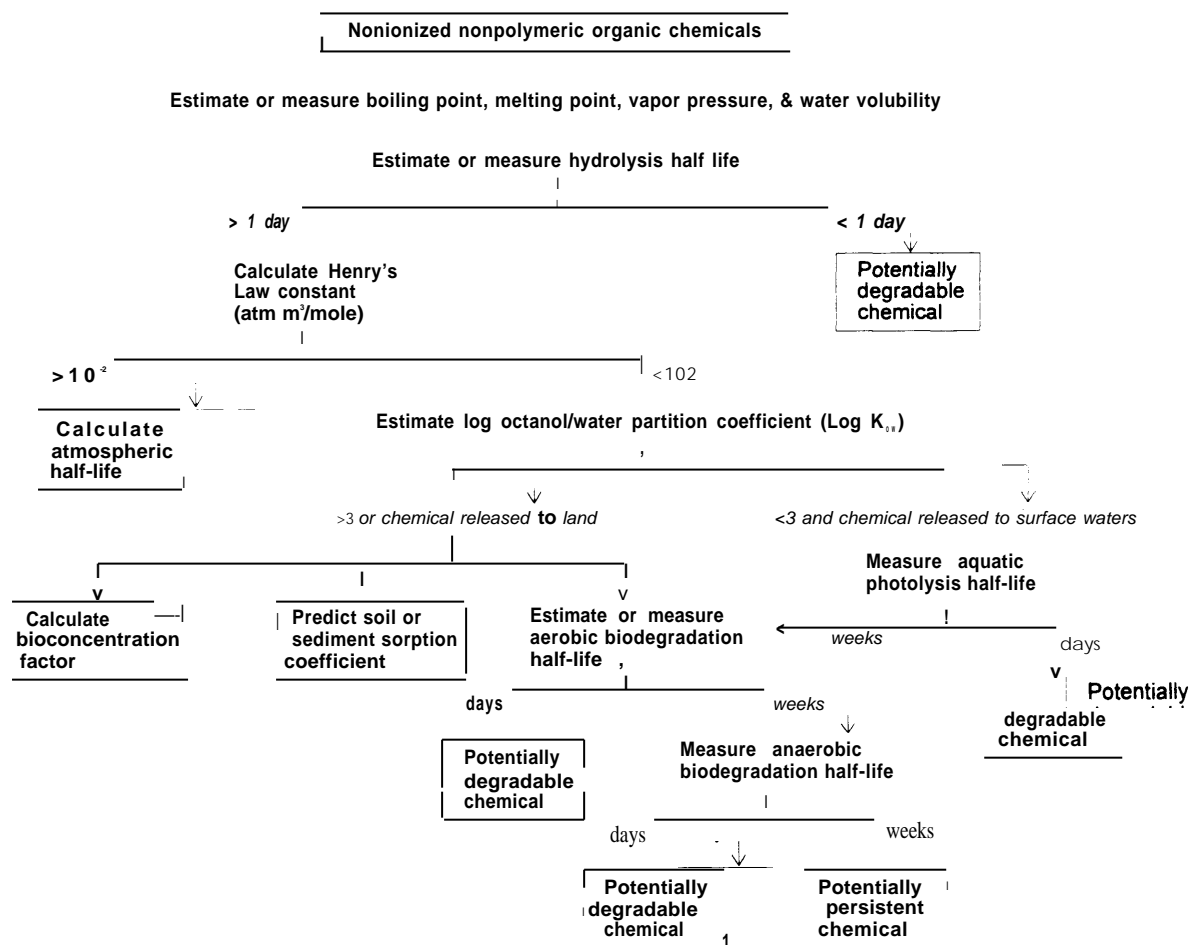 Nonionized nonpolymeric organic chemicals
Estimate or measure boiling point, melting point, vapor pressure, & water volubility
Estimate or measure hydrolysis half life
> 1 day
< 1 day
Calculate Henry's
Law constant
(atm m³/mole)
Potentially
degradable
chemical
>10⁻²
<102
Calculate
atmospheric
half-life
Estimate log octanol/water partition coefficient (Log Kow)
>3 or chemical released to land
<3 and chemical released to surface waters
Measure aquatic
photolysis half-life
Calculate
bioconcentration
factor
Predict soil or
sediment sorption
coefficient
Estimate or measure
aerobic biodegradation
half-life
weeks
days
Potentially
degradable
chemical
days
weeks
Potentially
degradable
chemical
Measure anaerobic
biodegradation half-life
days
weeks
Potentially
degradable
chemical
Potentially
persistent
chemical